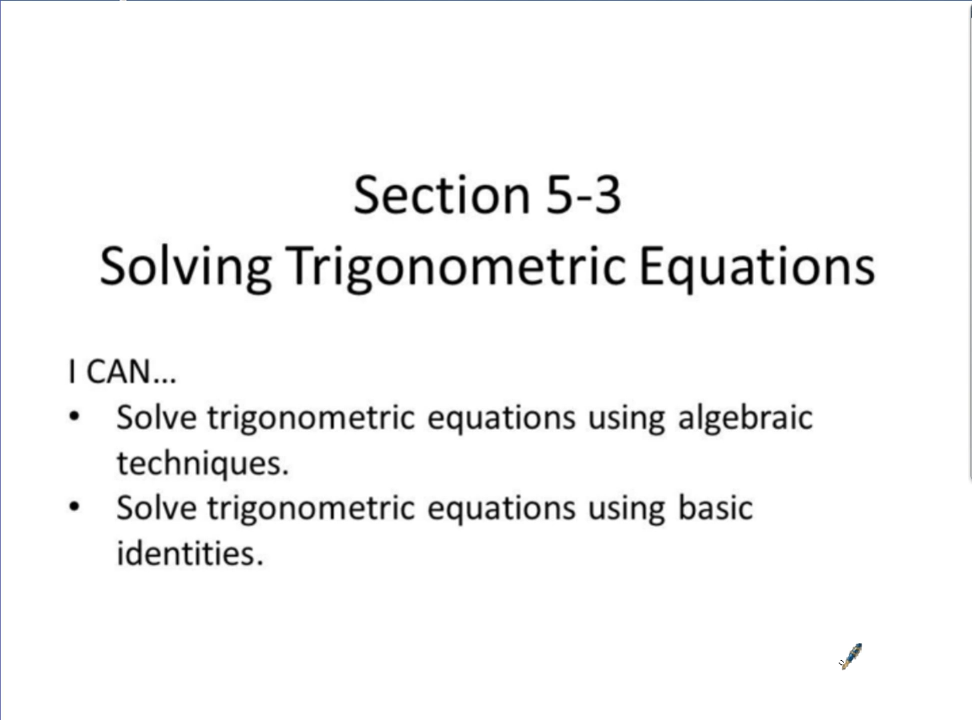 Section 5-3
Solving Trigonometric Equations
I CAN...
• Solve trigonometric equations using algebraic
techniques.
• Solve trigonometric equations using basic
identities.